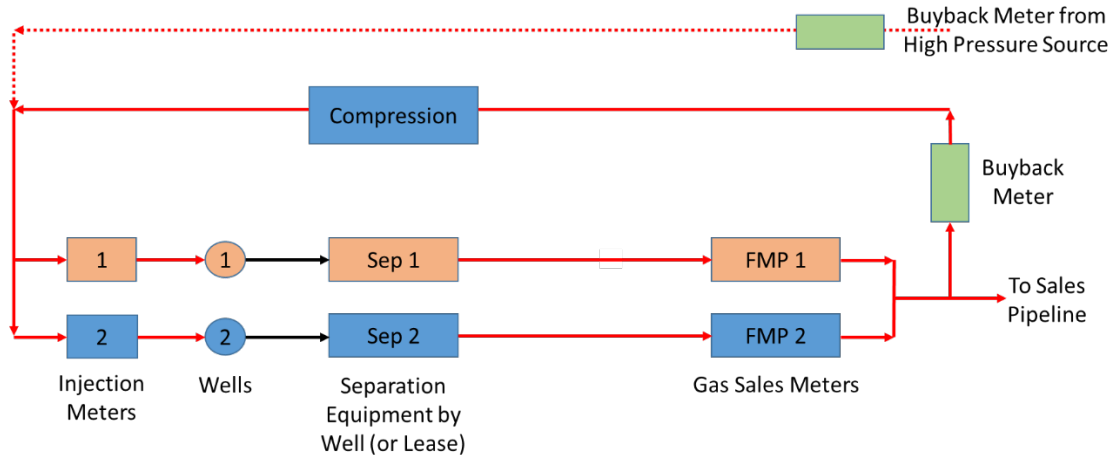 Buyback Meter from
High Pressure Source
Compression
Buyback
Meter
1
1
Sep 1
FMP 1
To Sales
Pipeline
2
2
Sep 2
FMP 2
Injection
Meters
Wells
Separation
Equipment by
Well (or Lease)
Gas Sales Meters